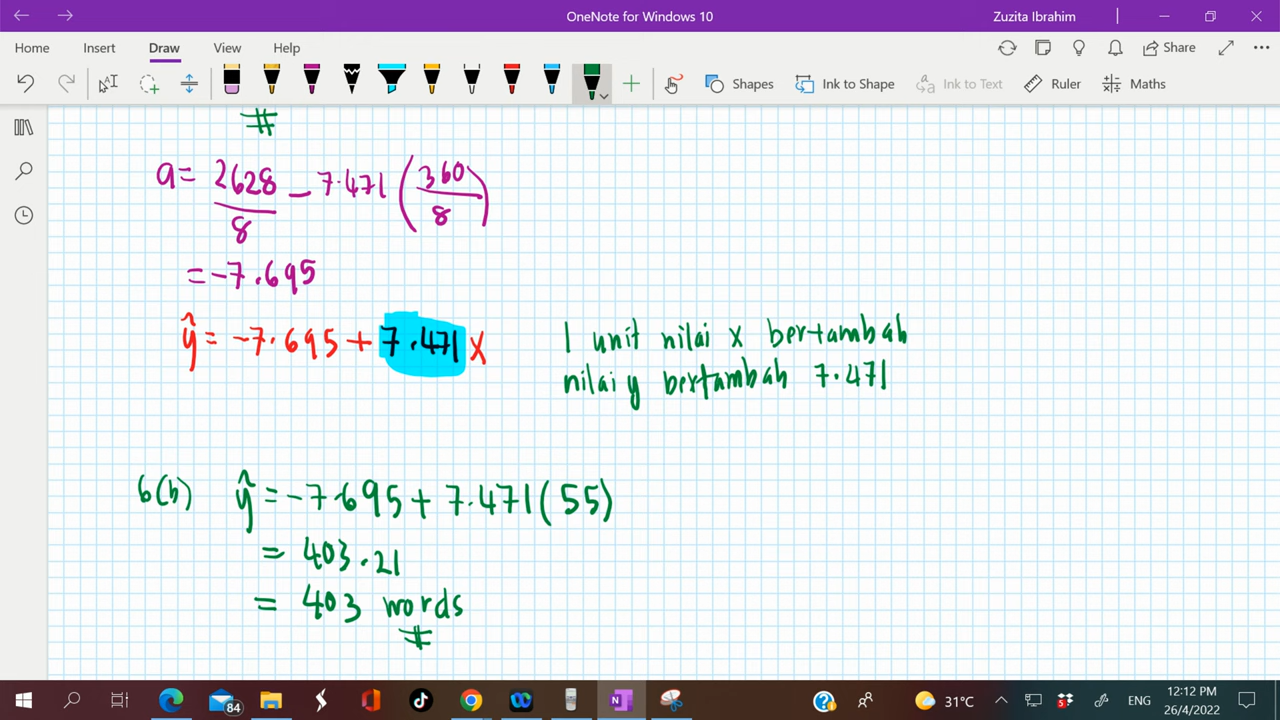 OneNote for Windows 10
Zuzita Ibrahim
Home Insert Draw View Help
Share
Shapes Ink to Shape Ink to Text Ruler Maths
#
a = 2628/8 - 7.471 (360/8)
= -7.695
ŷ = -7.695 + 7.471 x
1 unit nilai x bertambah
nilai y bertambah 7.471
6(b) ŷ = -7.695 + 7.471 (55)
= 403.21
= 403 words
#
84
31°C
5
ENG
12:12 PM
26/4/2022
1